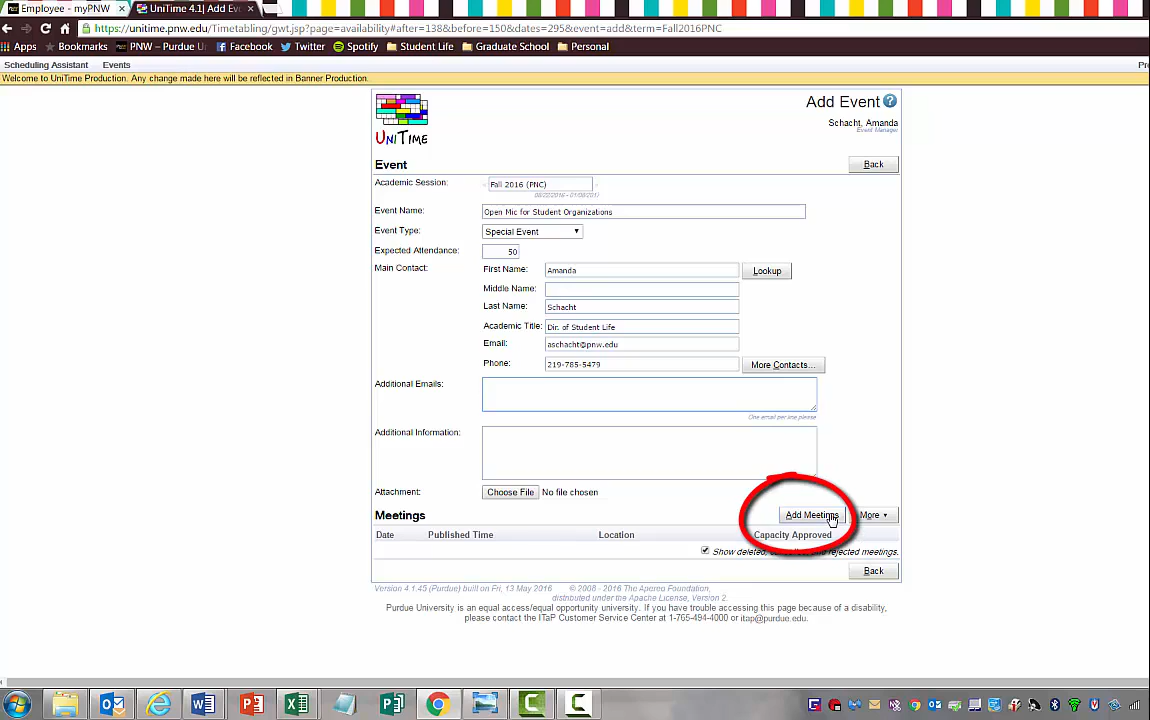 Employee - myPNW
UniTime 4.1| Add Eve
https://unitime.pnw.edu/Timetabling/gwt.jsp?page=availability#after=138&before=150&dates=295&event=add&term=Fall2016PNC
Apps Bookmarks PNW – Purdue U Facebook Twitter Spotify Student Life Graduate School Personal
Scheduling Assistant Events Pr
Welcome to UniTime Production. Any change made here will be reflected in Banner Production.
UNITIME
Add Event
Schacht, Amanda
Event Manager
Event Back
Academic Session: Fall 2016 (PNC)
Event Name: Open Mic for Student Organizations
Event Type: Special Event
Expected Attendance: 50
Main Contact: First Name: Amanda Lookup
Middle Name:
Last Name: Schacht
Academic Title: Dir. of Student Life
Email: aschacht@pnw.edu
Phone: 219-785-5479 More Contacts...
Additional Emails:
One email per line please
Additional Information:
Attachment: Choose File No file chosen
Meetings Add Meetings More
Date Published Time Location Capacity Approved
Show deleted, rejected meetings.
Back
Version 4.1.45 (Purdue) built on Fri, 13 May 2016 © 2008 - 2016 The Apereo Foundation,
distributed under the Apache License, Version 2.
Purdue University is an equal access/equal opportunity university. If you have trouble accessing this page because of a disability,
please contact the ITaP Customer Service Center at 1-765-494-4000 or itap@purdue.edu.